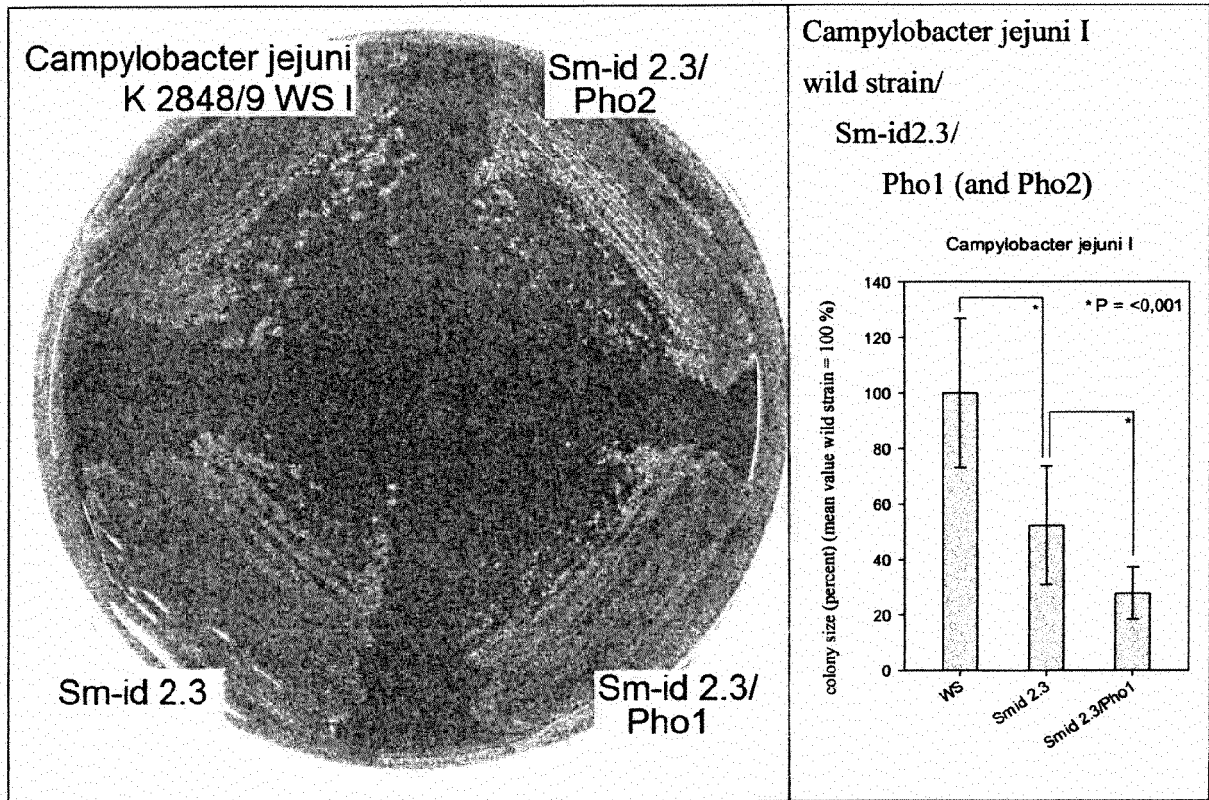 Campylobacter jejuni
K 2848/9 WS I
Sm-id 2.3/
Pho2
Sm-id 2.3
Sm-id 2.3/
Pho1
Campylobacter jejuni I
wild strain/
Sm-id2.3/
Pho1 (and Pho2)
Campylobacter jejuni I
colony size (percent) (mean value wild strain = 100 %)
140
120
100
80
60
40
20
0
* P = <0,001
*
*
WS
Smid 2.3
Smid 2.3/Pho1